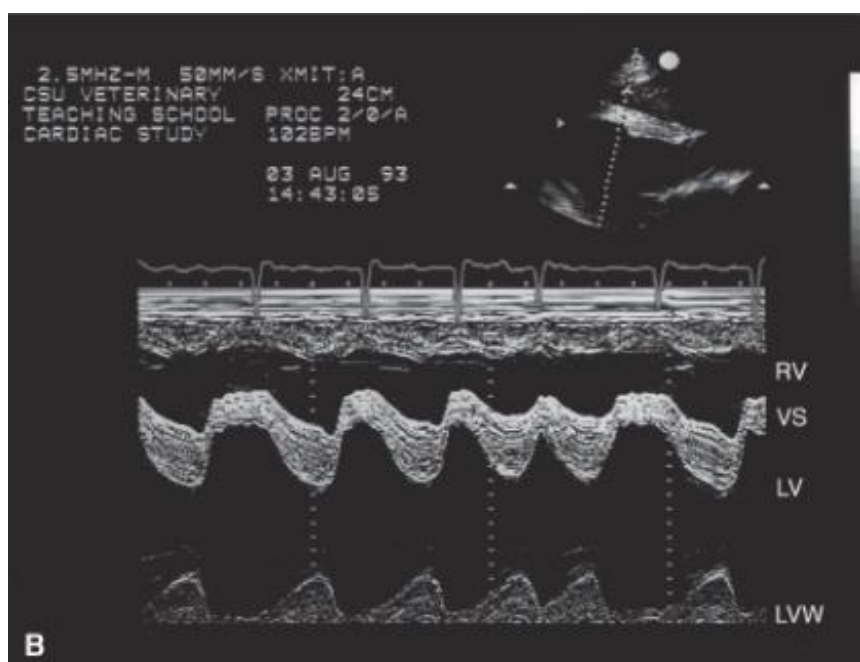 2.5MHZ-M 50MM/S XMIT:A
CSU VETERINARY 24CM
TEACHING SCHOOL PROC 2/0/A
CARDIAC STUDY 102BPM
03 AUG 93
14:43:05
RV
VS
LV
LVW
B